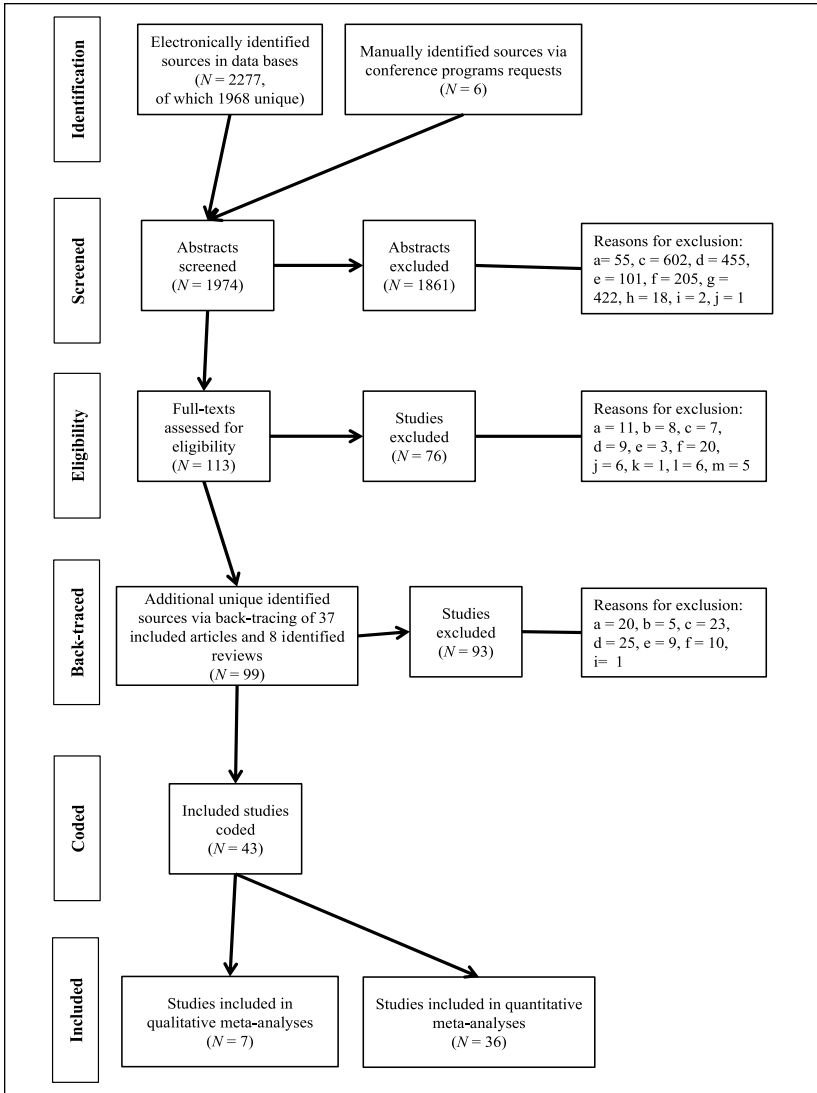 Identification
Electronically identified
sources in data bases
(N = 2277,
of which 1968 unique)
Manually identified sources via
conference programs requests
(N = 6)
Screened
Abstracts
screened
(N = 1974)
Abstracts
excluded
(N = 1861)
Reasons for exclusion:
a= 55, c = 602, d = 455,
e = 101, f = 205, g =
422, h = 18, i = 2, j = 1
Eligibility
Full-texts
assessed for
eligibility
(N = 113)
Studies
excluded
(N = 76)
Reasons for exclusion:
a = 11, b = 8, c = 7,
d = 9, e = 3, f = 20,
j = 6, k = 1, l = 6, m = 5
Back-traced
Additional unique identified
sources via back-tracing of 37
included articles and 8 identified
reviews
(N = 99)
Studies
excluded
(N = 93)
Reasons for exclusion:
a = 20, b = 5, c = 23,
d = 25, e = 9, f = 10,
i= 1
Coded
Included studies
coded
(N = 43)
Included
Studies included in
qualitative meta-analyses
(N = 7)
Studies included in quantitative
meta-analyses
(N = 36)